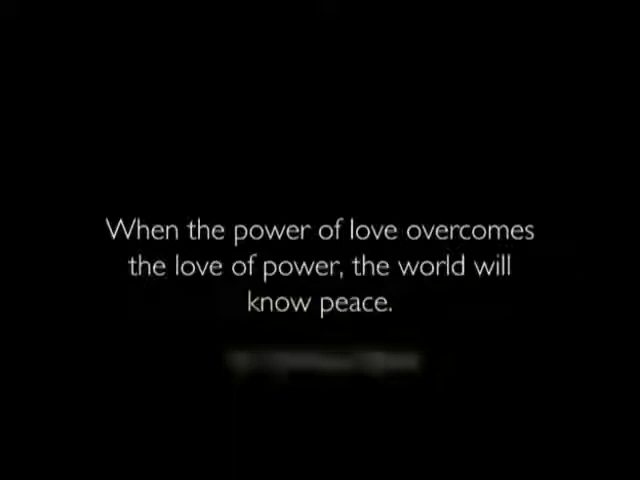 When the power of love overcomes
the love of power, the world will
know peace.